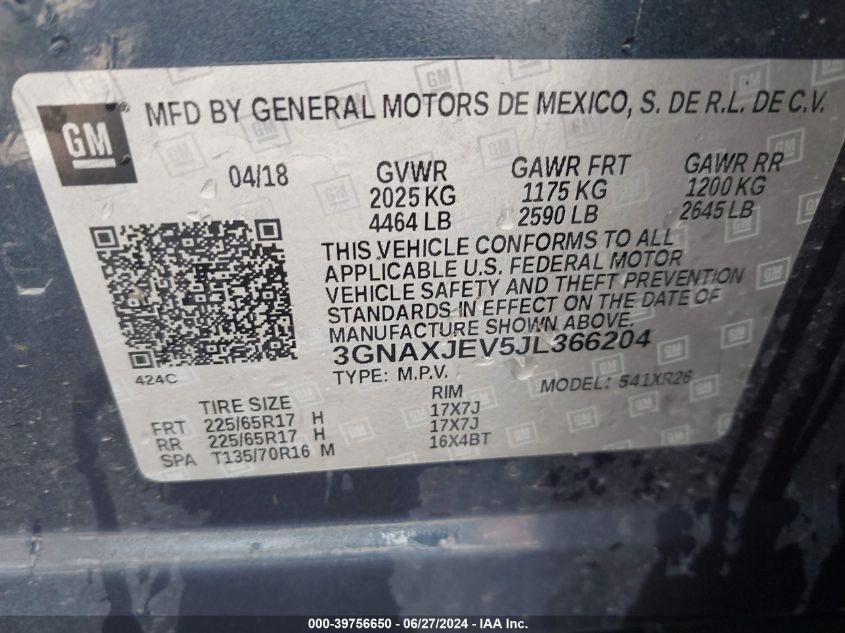 GM
MFD BY GENERAL MOTORS DE MEXICO, S. DE R.L. DE C.V.
04/18 GVWR GAWR FRT GAWR RR
2025 KG 1175 KG 1200 KG
4464 LB 2590 LB 2645 LB
THIS VEHICLE CONFORMS TO ALL
APPLICABLE U.S. FEDERAL MOTOR
VEHICLE SAFETY AND THEFT PREVENTION
STANDARDS IN EFFECT ON THE DATE OF
MANUFACTURE SHOWN ABOVE.
3GNAXJEV5JL366204
424C TYPE: M.P.V. MODEL: 541XR26
TIRE SIZE RIM
FRT 225/65R17 H 17X7J
RR 225/65R17 H 17X7J
SPA T135/70R16 M 16X4BT
000-39756650 - 06/27/2024 - IAA Inc.